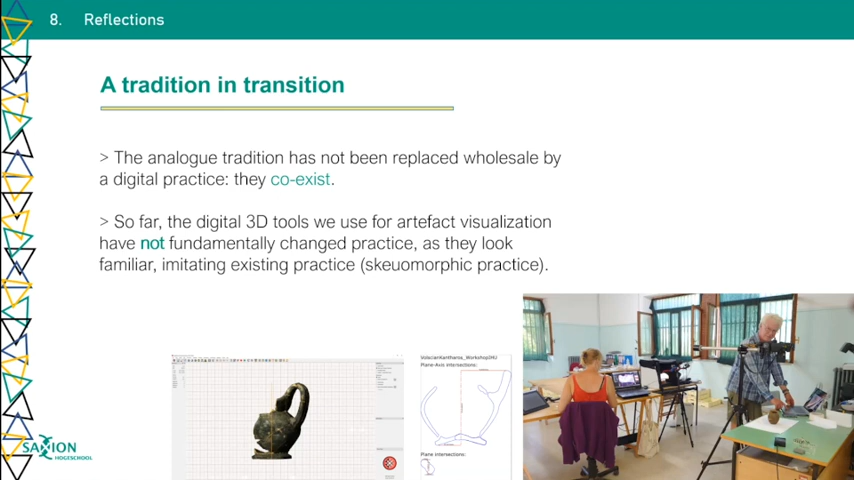 8. Reflections
A tradition in transition
> The analogue tradition has not been replaced wholesale by
a digital practice: they co-exist.
> So far, the digital 3D tools we use for artefact visualization
have not fundamentally changed practice, as they look
familiar, imitating existing practice (skeuomorphic practice).
Plane-Axis intersections:
Plane intersections:
SAXION
HOGESCHOOL